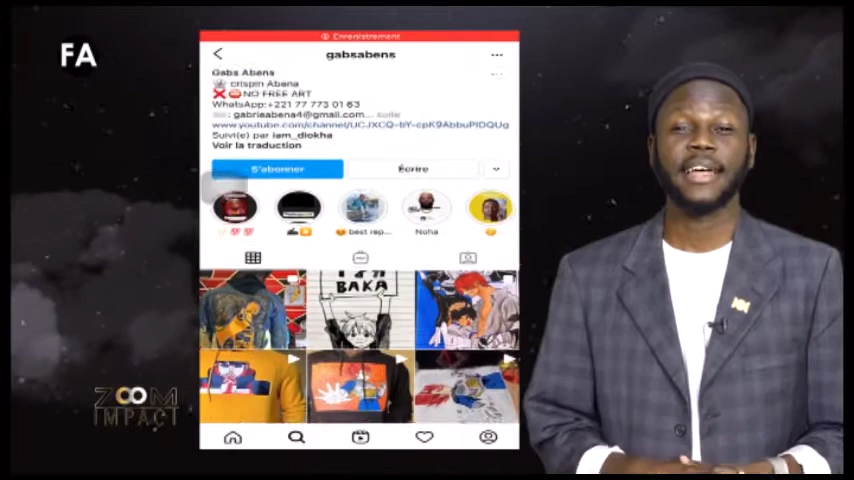 FA
Enregistrement
gabsabens
Gabs Abens
crispin Abena
NO FREE ART
WhatsApp:+221 77 773 01 63
gabrieabena4@gmail.com... suite
www.youtube.com/channel/UCJXCQ-bY-cpK9AbbuPIDQUg
Suivi(e) par iam_diokha
Voir la traduction
S'abonner
Écrire
best rep...
Noha
BAKA
ZOOM
IMPACT